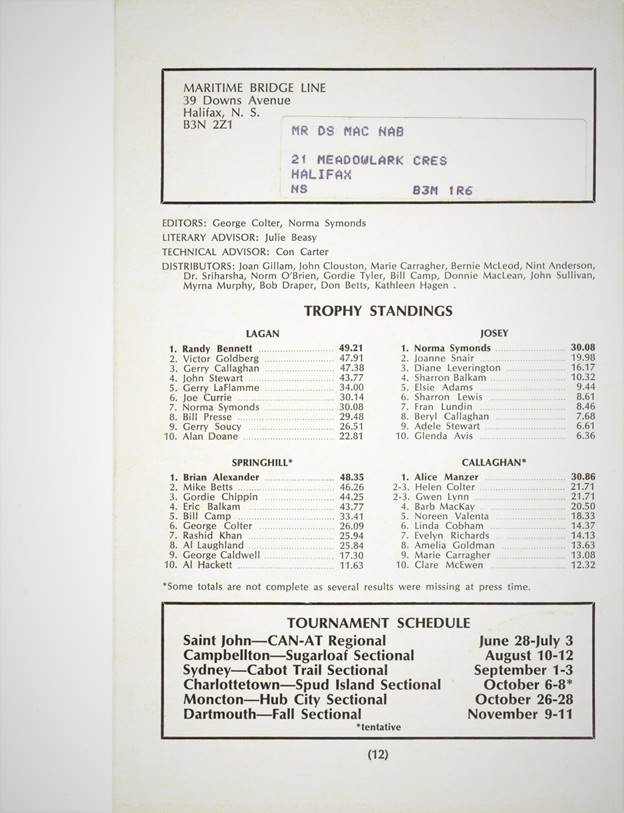 MARITIME BRIDGE LINE
39 Downs Avenue
Halifax, N. S.
B3N 2Z1
MR DS MAC NAB
21 MEADOWLARK CRES
HALIFAX
NS B3M 1R6
EDITORS: George Colter, Norma Symonds
LITERARY ADVISOR: Julie Beasy
TECHNICAL ADVISOR: Con Carter
DISTRIBUTORS: Joan Gillam, John Clouston, Marie Carragher, Bernie McLeod, Nint Anderson,
Dr. Sriharsha, Norm O'Brien, Gordie Tyler, Bill Camp, Donnie MacLean, John Sullivan,
Myrna Murphy, Bob Draper, Don Betts, Kathleen Hagen .
TROPHY STANDINGS
LAGAN
1. Randy Bennett 49.21
2. Victor Goldberg 47.91
3. Gerry Callaghan 47.38
4. John Stewart 43.77
5. Gerry LaFlamme 34.00
6. Joe Currie 30.14
7. Norma Symonds 30.08
8. Bill Presse 29.48
9. Gerry Soucy 26.51
10. Alan Doane 22.81
JOSEY
1. Norma Symonds 30.08
2. Joanne Snair 19.98
3. Diane Leverington 16.17
4. Sharron Balkam 10.32
5. Elsie Adams 9.44
6. Sharron Lewis 8.61
7. Fran Lundin 8.46
8. Beryl Callaghan 7.68
9. Adele Stewart 6.61
10. Glenda Avis 6.36
SPRINGHILL*
1. Brian Alexander 48.35
2. Mike Betts 46.26
3. Gordie Chippin 44.25
4. Eric Balkam 43.77
5. Bill Camp 33.41
6. George Colter 26.09
7. Rashid Khan 25.94
8. Al Laughland 25.84
9. George Caldwell 17.30
10. Al Hackett 11.63
CALLAGHAN*
1. Alice Manzer 30.86
2-3. Helen Colter 21.71
2-3. Gwen Lynn 21.71
4. Barb MacKay 20.50
5. Noreen Valenta 18.33
6. Linda Cobham 14.37
7. Evelyn Richards 14.13
8. Amelia Goldman 13.63
9. Marie Carragher 13.08
10. Clare McEwen 12.32
*Some totals are not complete as several results were missing at press time.
TOURNAMENT SCHEDULE
Saint John—CAN-AT Regional June 28-July 3
Campbellton—Sugarloaf Sectional August 10-12
Sydney—Cabot Trail Sectional September 1-3
Charlottetown—Spud Island Sectional October 6-8*
Moncton—Hub City Sectional October 26-28
Dartmouth—Fall Sectional November 9-11
*tentative
(12)